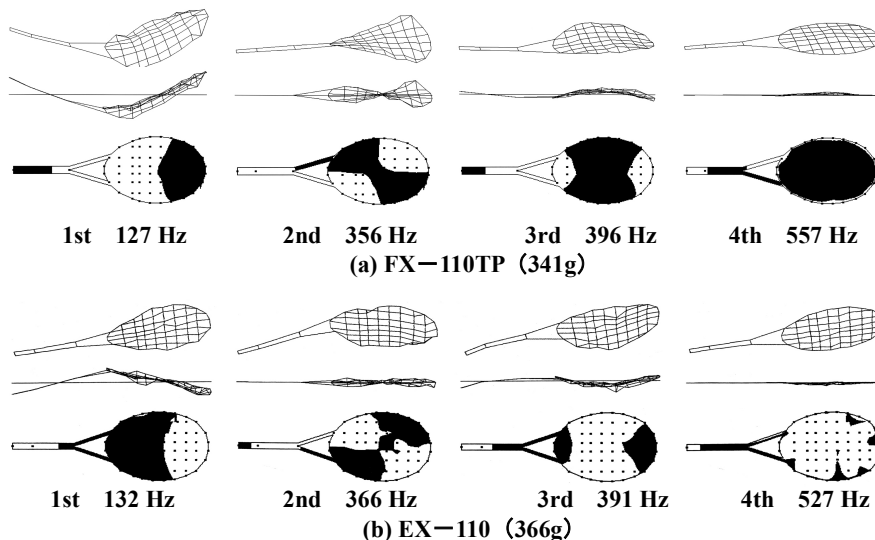 1st 127 Hz 2nd 356 Hz 3rd 396 Hz 4th 557 Hz
(a) FX－110TP（341g）
1st 132 Hz 2nd 366 Hz 3rd 391 Hz 4th 527 Hz
(b) EX－110（366g）